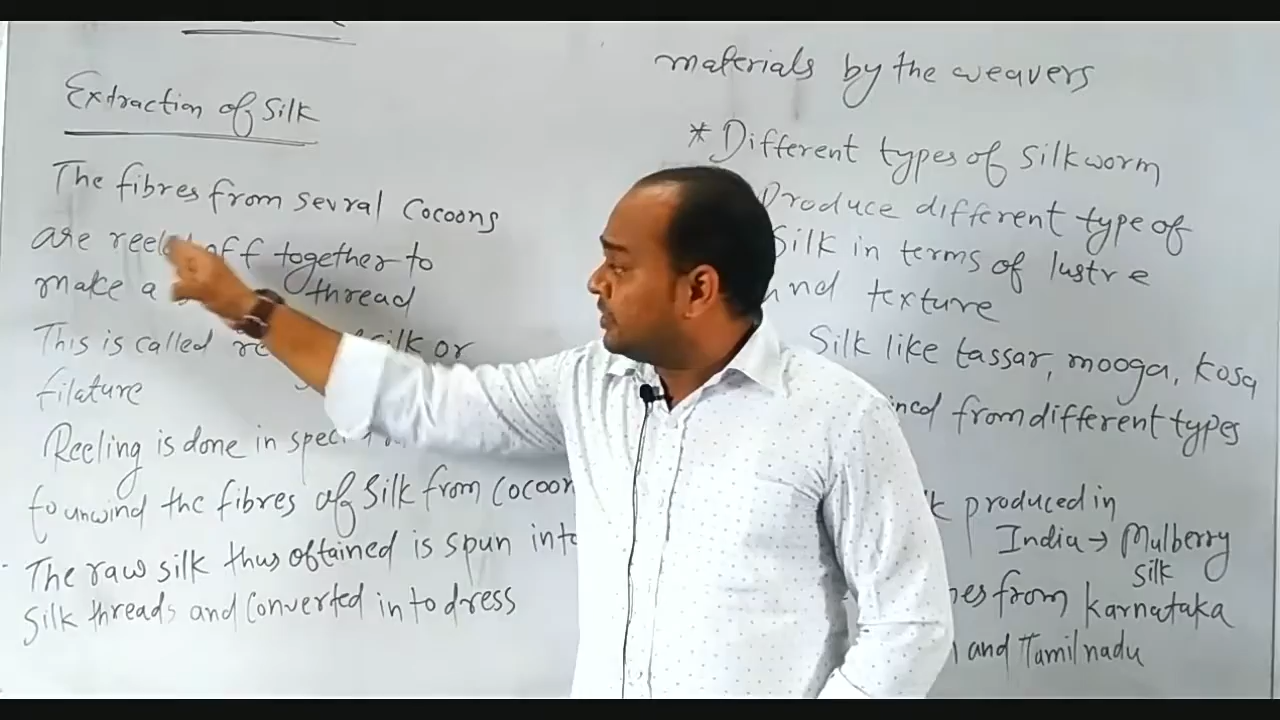 Extraction of Silk
The fibres from sevral Cocoons
are off together to
make a thread
This is called silk or
filature
Reeling is done in
to unwind the fibres of Silk from
The raw silk thus obtained is spun
Silk threads and Converted into dress
materials by the weavers
* Different types of Silkworm
Produce different type of
Silk in terms of lustre
and texture
Silk like tassar, mooga, kosa
from different types
produced in
India → Mulberry
Silk
from Karnataka
and Tamilnadu